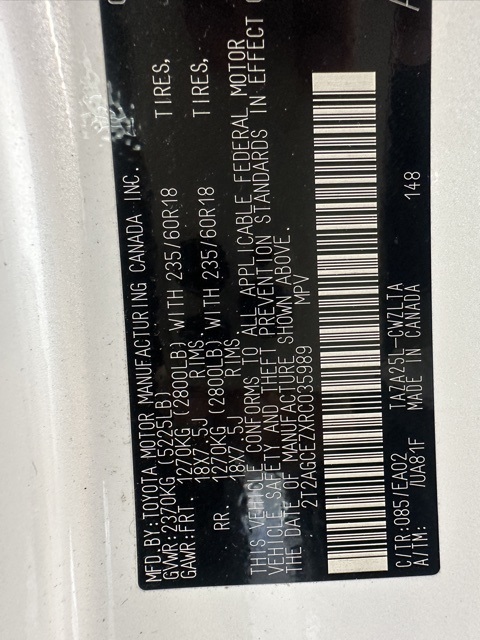 MFD.BY:TOYOTA MOTOR MANUFACTURING CANADA INC.
GVWR:2370KG (5225LB)
GAWR:FRT. 1270KG (2800LB) WITH 235/60R18 TIRES,
18X7.5J RIMS,
RR. 1270KG (2800LB) WITH 235/60R18 TIRES,
18X7.5J RIMS
THIS VEHICLE CONFORMS TO ALL APPLICABLE FEDERAL MOTOR
VEHICLE SAFETY AND THEFT PREVENTION STANDARDS IN EFFECT
THE DATE OF MANUFACTURE SHOWN ABOVE.
2T2AGCEZXRC035989 MPV
C/TR:085/EA02 TAZA25L-CWZLTA 148
A/TM: /UA81F MADE IN CANADA